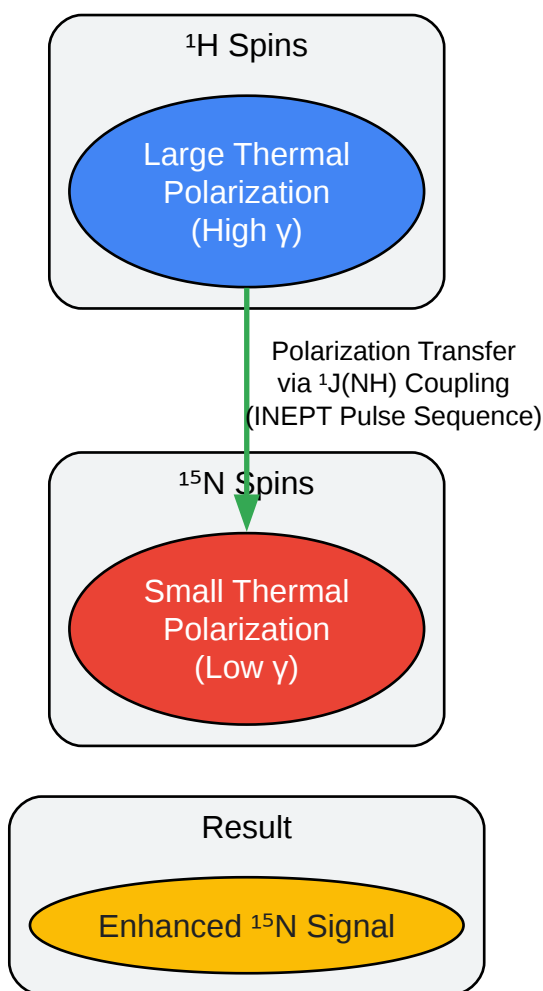 ¹H Spins
Large Thermal
Polarization
(High γ)
Polarization Transfer
via ¹J(NH) Coupling
(INEPT Pulse Sequence)
¹⁵N Spins
Small Thermal
Polarization
(Low γ)
Result
Enhanced ¹⁵N Signal